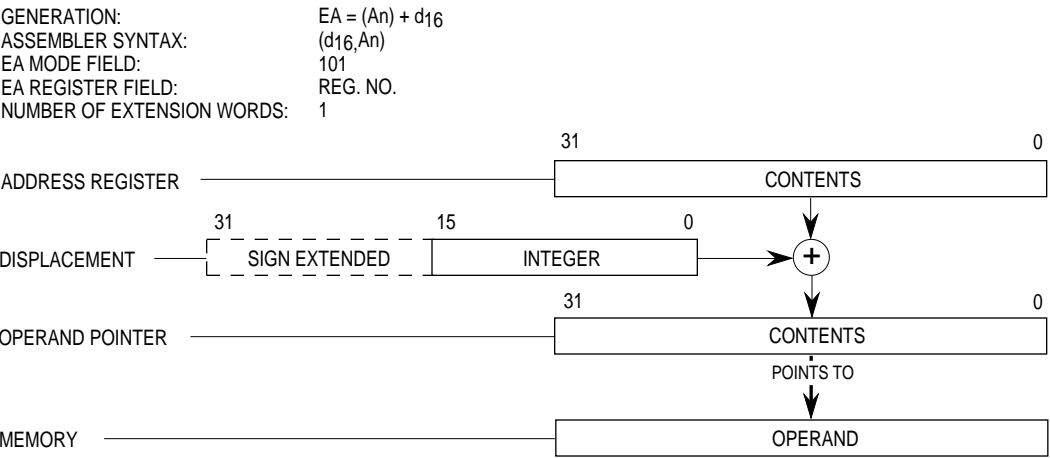 GENERATION: EA = (An) + d16
ASSEMBLER SYNTAX: (d16,An)
EA MODE FIELD: 101
EA REGISTER FIELD: REG. NO.
NUMBER OF EXTENSION WORDS: 1
31 0
ADDRESS REGISTER CONTENTS
31 15 0
DISPLACEMENT SIGN EXTENDED INTEGER +
31 0
OPERAND POINTER CONTENTS
POINTS TO
MEMORY OPERAND